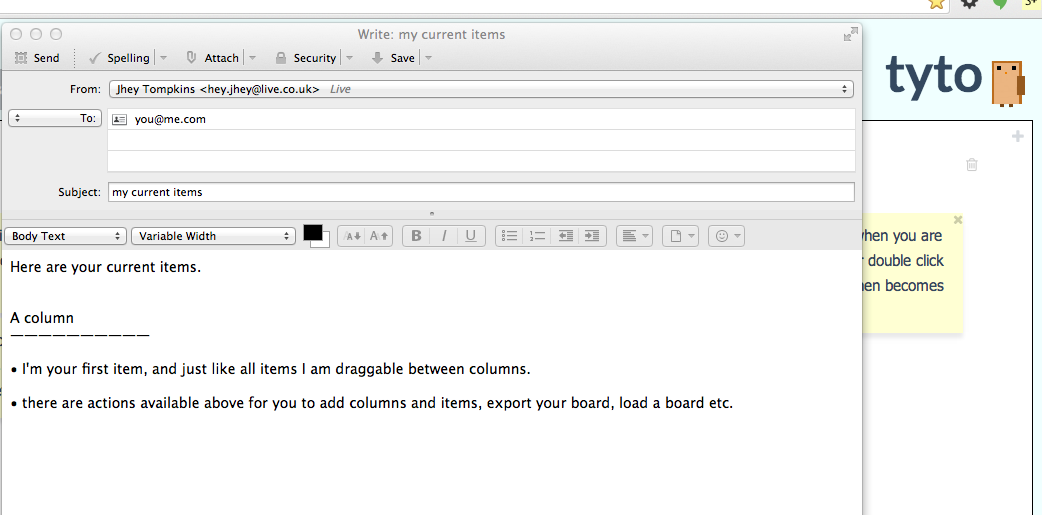 3+
Write: my current items
Send Spelling Attach Security Save
tyto
From: Jhey Tompkins <hey.jhey@live.co.uk> Live
To: you@me.com
Subject: my current items
Body Text Variable Width A A B I U
when you are
double click
becomes
Here are your current items.
A column
——————————
• I'm your first item, and just like all items I am draggable between columns.
• there are actions available above for you to add columns and items, export your board, load a board etc.